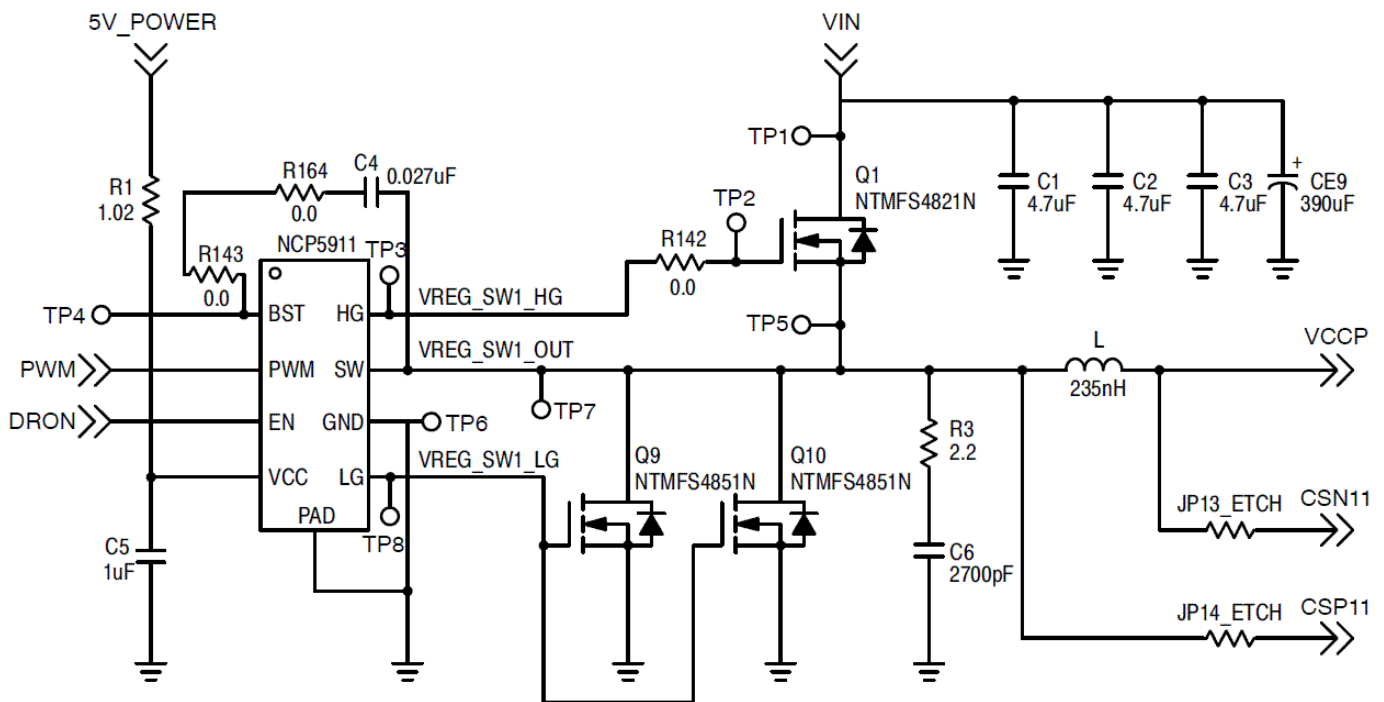 5V_POWER
VIN
TP1
R164
C4
0.027uF
0.0
R1
1.02
Q1
NTMFS4821N
C1
4.7uF
C2
4.7uF
C3
4.7uF
+
CE9
390uF
TP2
R143
0.0
NCP5911
TP3
R142
0.0
TP4
BST
HG
VREG_SW1_HG
TP5
PWM
PWM
SW
VREG_SW1_OUT
L
235nH
VCCP
TP7
DRON
EN
GND
TP6
R3
2.2
VCC
LG
VREG_SW1_LG
Q9
NTMFS4851N
Q10
NTMFS4851N
PAD
TP8
JP13_ETCH
CSN11
C5
1uF
C6
2700pF
JP14_ETCH
CSP11